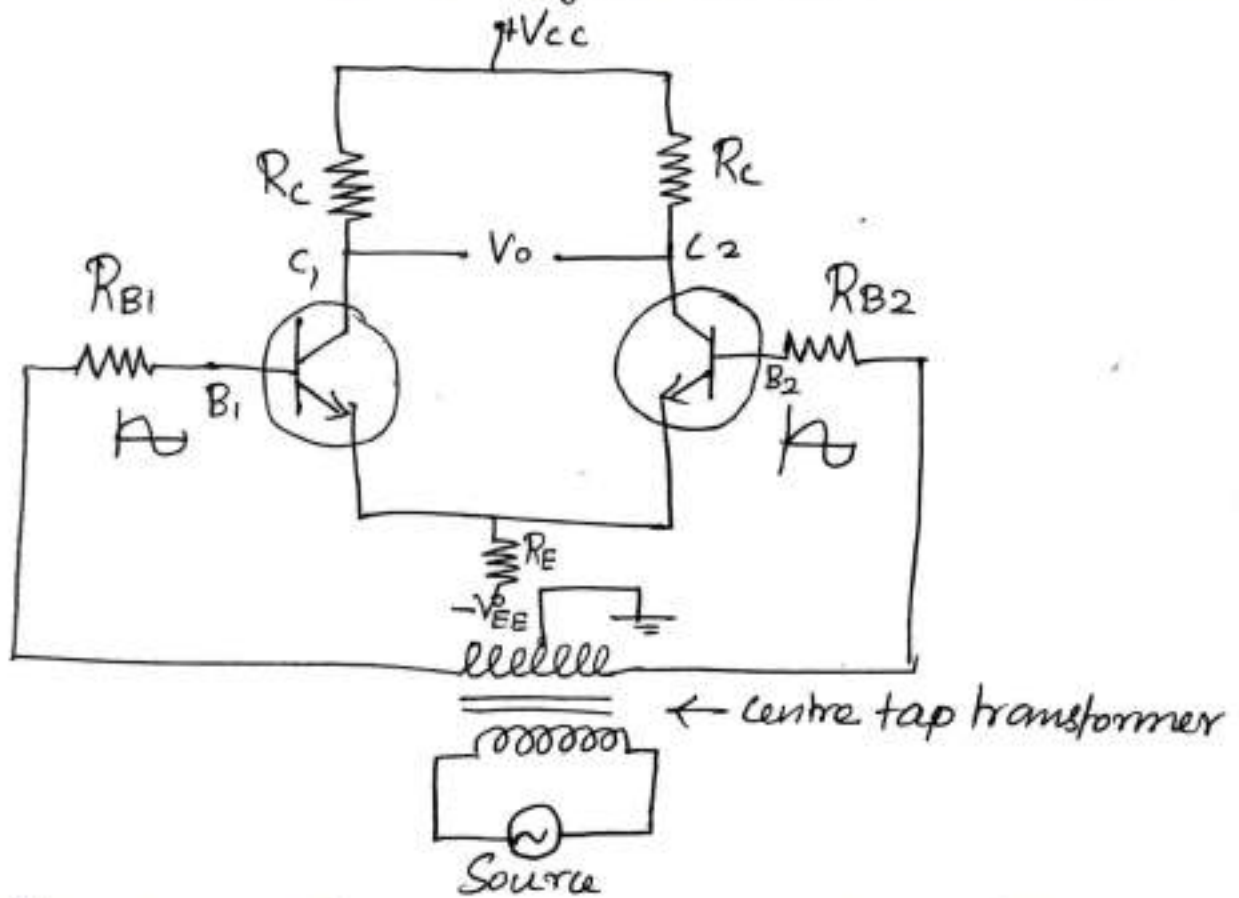 +Vcc
Rc
Rc
C1
Vo
C2
RB1
RB2
B1
B2
RE
-VEE
← centre tap transformer
Source